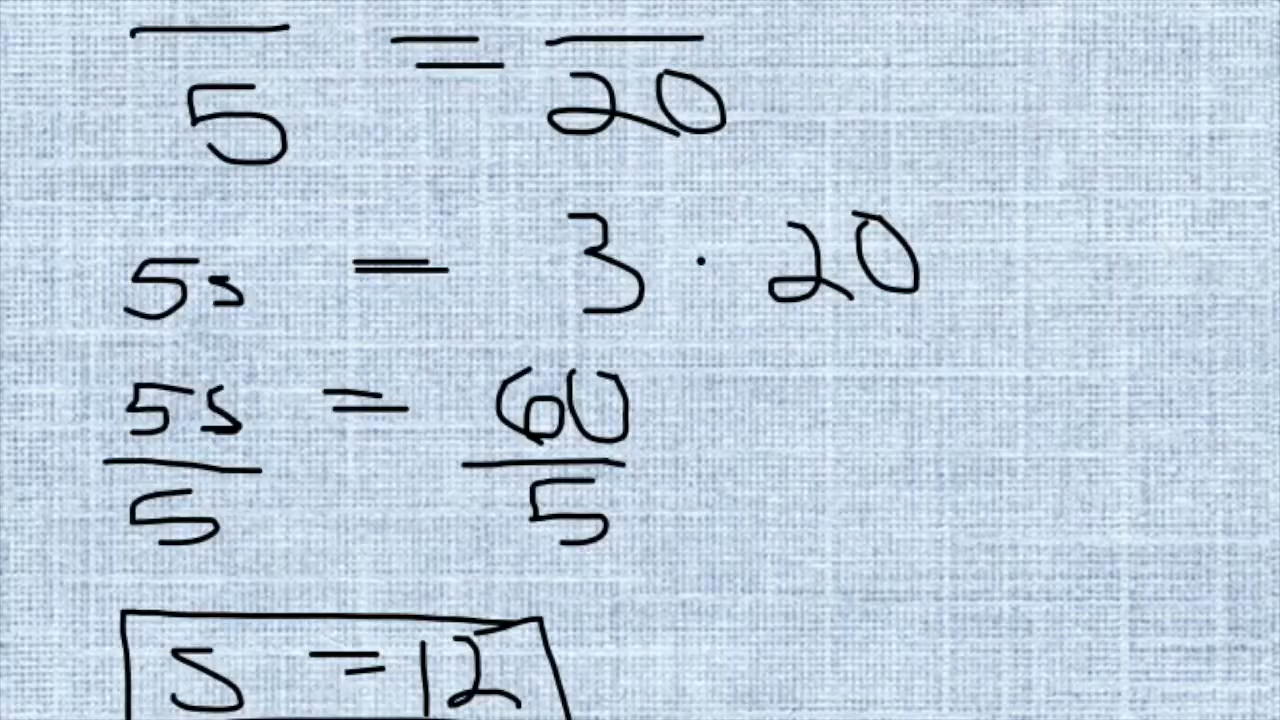 5 = 20
5s = 3 · 20
5s = 60
5 5
s = 12